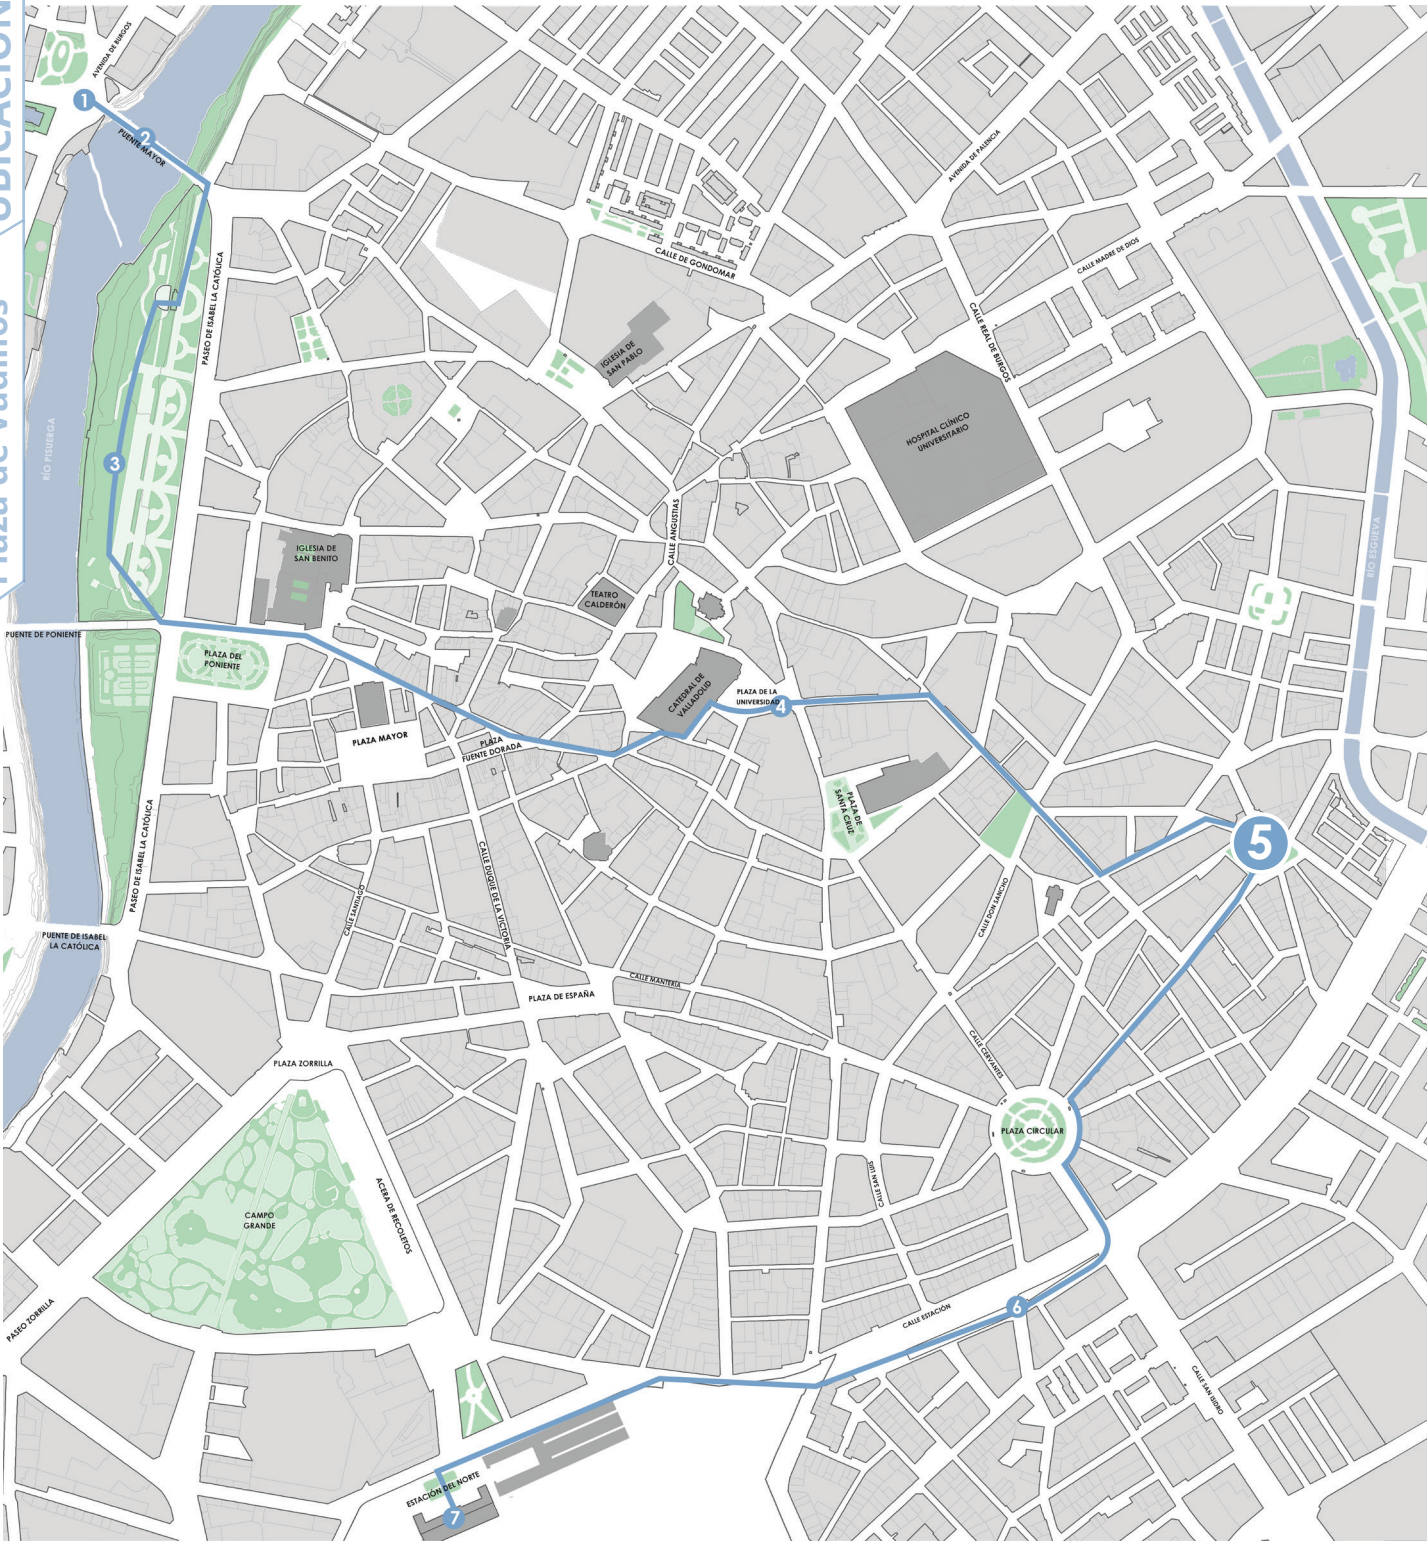 UBICACIÓN
Plaza de Vadillos
AVENIDA DE BURGOS
1
2
PUENTE MAYOR
AVENIDA DE PALENCIA
CALLE DE GONDOMAR
CALLE MADRE DE DIOS
PASEO DE ISABEL LA CATÓLICA
CALLE REAL DE BURGOS
IGLESIA DE
SAN PABLO
HOSPITAL CLÍNICO
UNIVERSITARIO
RÍO PISUERGA
3
CALLE ANGUSTIAS
RÍO ESGUEVA
IGLESIA DE
SAN BENITO
TEATRO
CALDERÓN
PUENTE DE PONIENTE
PLAZA DEL
PONIENTE
CATEDRAL DE
VALLADOLID
PLAZA DE LA
UNIVERSIDAD
4
PLAZA MAYOR
PLAZA
FUENTE DORADA
PLAZA DE
SANTA CRUZ
5
PASEO DE ISABEL LA CATÓLICA
CALLE SANTIAGO
CALLE DUQUE DE LA VICTORIA
CALLE DON SANCHO
PUENTE DE ISABEL
LA CATÓLICA
CALLE MANTERÍA
PLAZA DE ESPAÑA
PLAZA ZORRILLA
CALLE CERVANTES
PLAZA CIRCULAR
CALLE SAN LUIS
ACERA DE RECOLETOS
CAMPO
GRANDE
PASEO ZORRILLA
CALLE ESTACIÓN
6
CALLE SAN ISIDRO
ESTACIÓN DEL NORTE
7